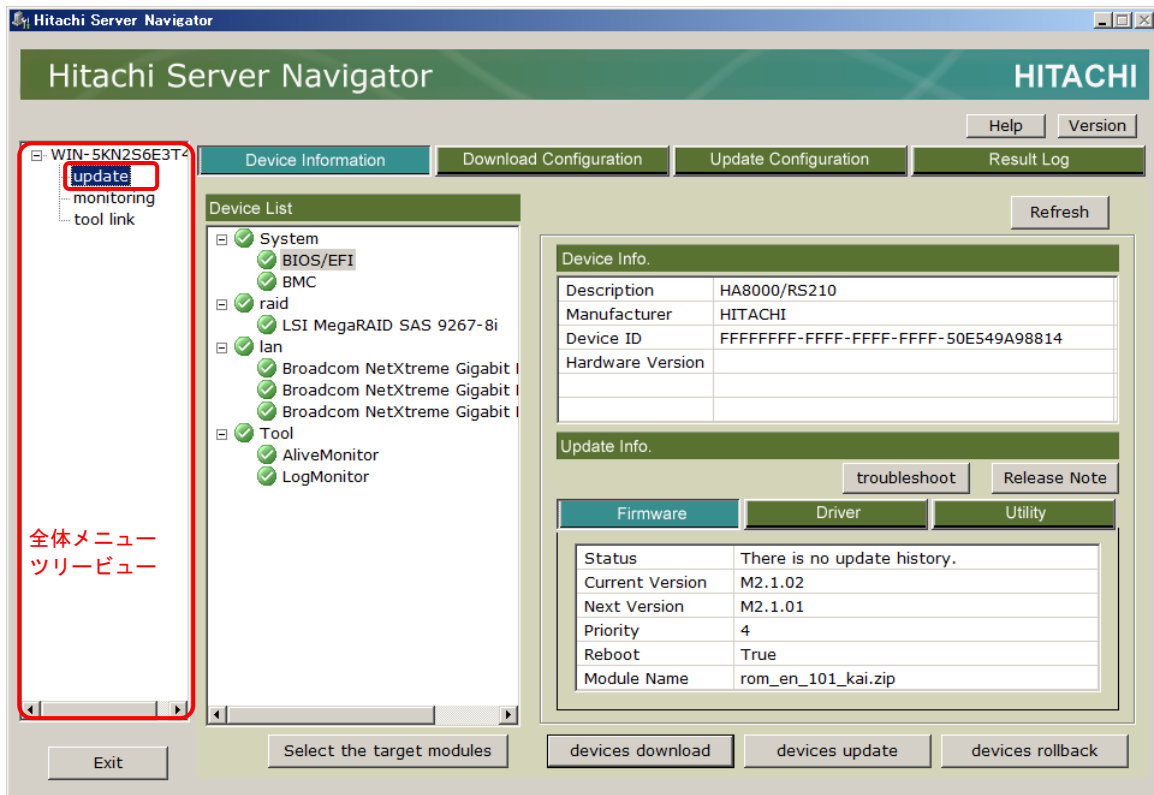 Hitachi Server Navigator
Hitachi Server Navigator
HITACHI
Help
Version
WIN-5KN2S6E3T4
update
monitoring
tool link
全体メニュー
ツリービュー
Exit
Device Information
Download Configuration
Update Configuration
Result Log
Device List
System
BIOS/EFI
BMC
raid
LSI MegaRAID SAS 9267-8i
lan
Broadcom NetXtreme Gigabit
Broadcom NetXtreme Gigabit
Broadcom NetXtreme Gigabit
Tool
AliveMonitor
LogMonitor
Select the target modules
Refresh
Device Info.
Description HA8000/RS210
Manufacturer HITACHI
Device ID FFFFFFFF-FFFF-FFFF-FFFF-50E549A98814
Hardware Version
Update Info.
troubleshoot
Release Note
Firmware
Driver
Utility
Status There is no update history.
Current Version M2.1.02
Next Version M2.1.01
Priority 4
Reboot True
Module Name rom_en_101_kai.zip
devices download
devices update
devices rollback